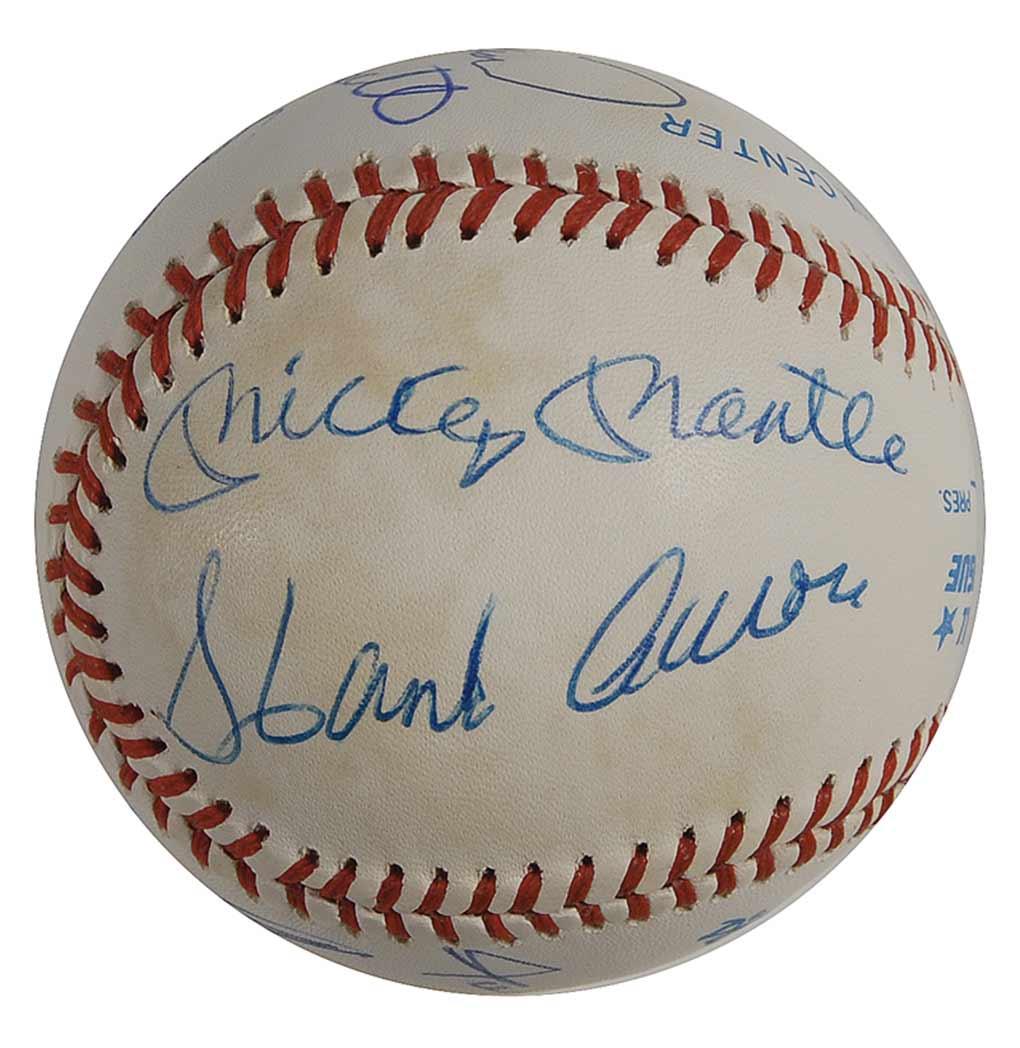 CENTER
Mickey Mantle
PRES.
Hank Aaron